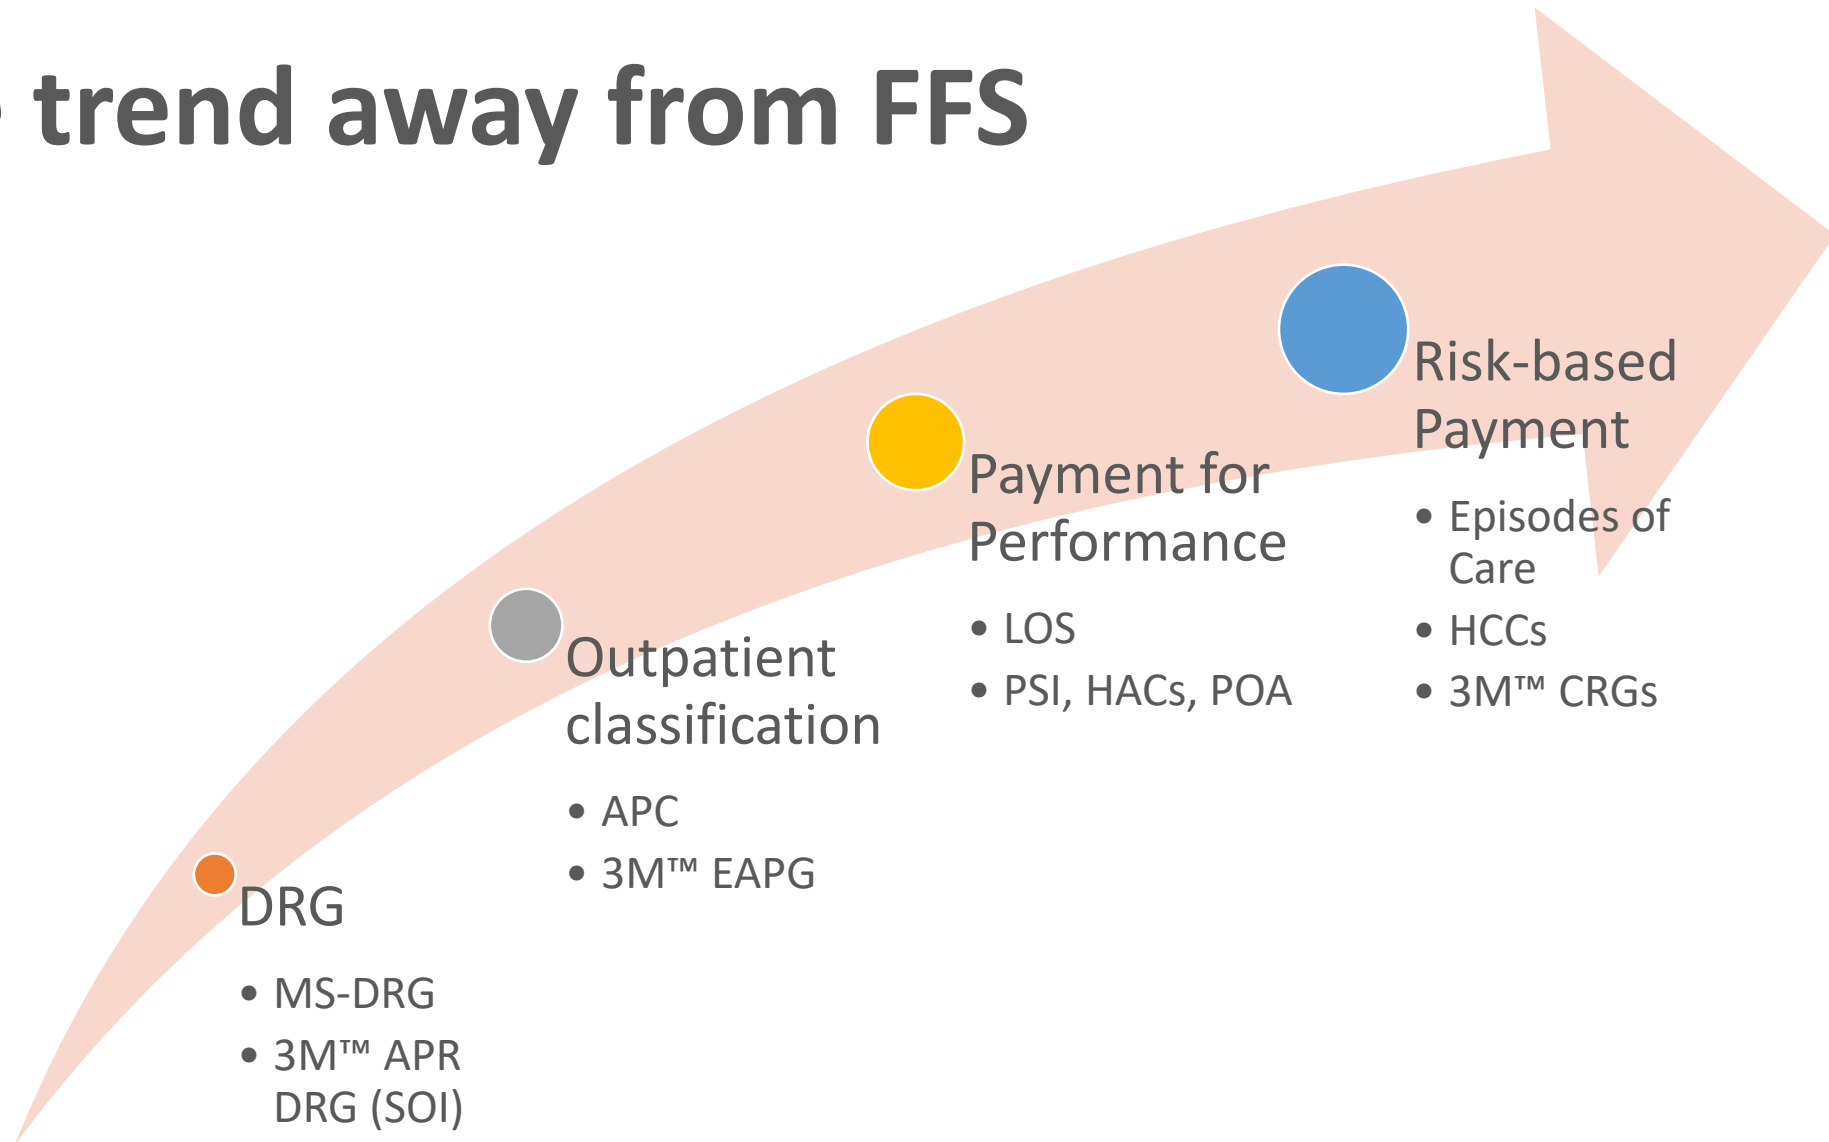 trend away from FFS
DRG
• MS-DRG
• 3M™ APR
DRG (SOI)
Outpatient
classification
• APC
• 3M™ EAPG
Payment for
Performance
• LOS
• PSI, HACs, POA
Risk-based
Payment
• Episodes of
Care
• HCCs
• 3M™ CRGs